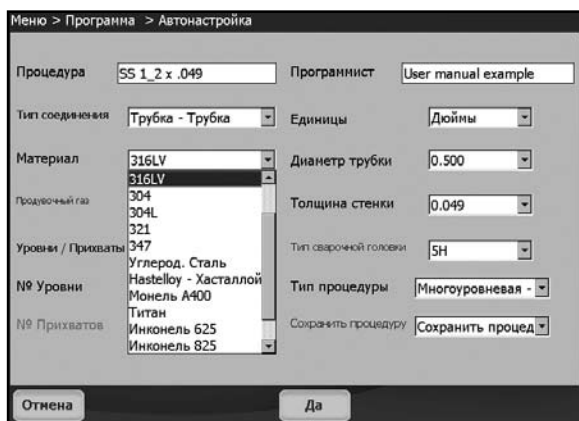 Меню > Программа > Автонастройка
Процедура SS 1_2 x .049 Программист User manual example
Тип соединения Трубка - Трубка Единицы Дюймы
Материал 316LV Диаметр трубки 0.500
316LV
Продувочный газ 304 Толщина стенки 0.049
304L
321
Уровни / Прихваты 347 Тип сварочной головки 5H
Углерод. Сталь
№ Уровни Hastelloy - Хасталлой Тип процедуры Многоуровневая -
Монель А400
Титан
№ Прихватов Инконель 625 Сохранить процедуру Сохранить процед
Инконель 825
Отмена Да